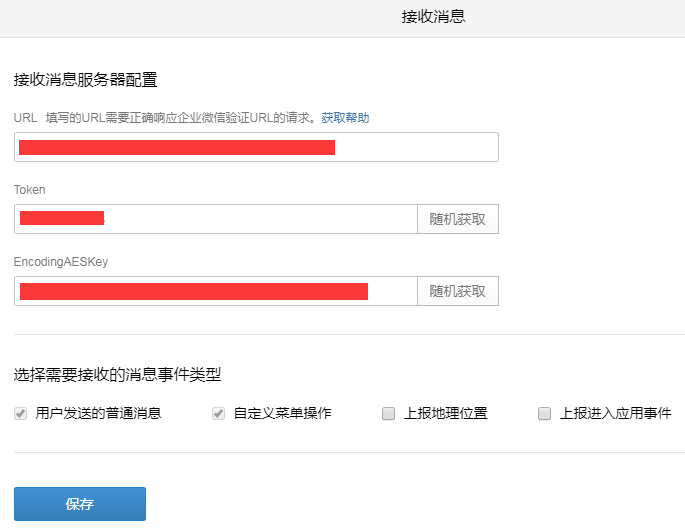 接收消息
接收消息服务器配置
URL 填写的URL需要正确响应企业微信验证URL的请求。获取帮助
Token
随机获取
EncodingAESKey
随机获取
选择需要接收的消息事件类型
用户发送的普通消息 自定义菜单操作 上报地理位置 上报进入应用事件
保存